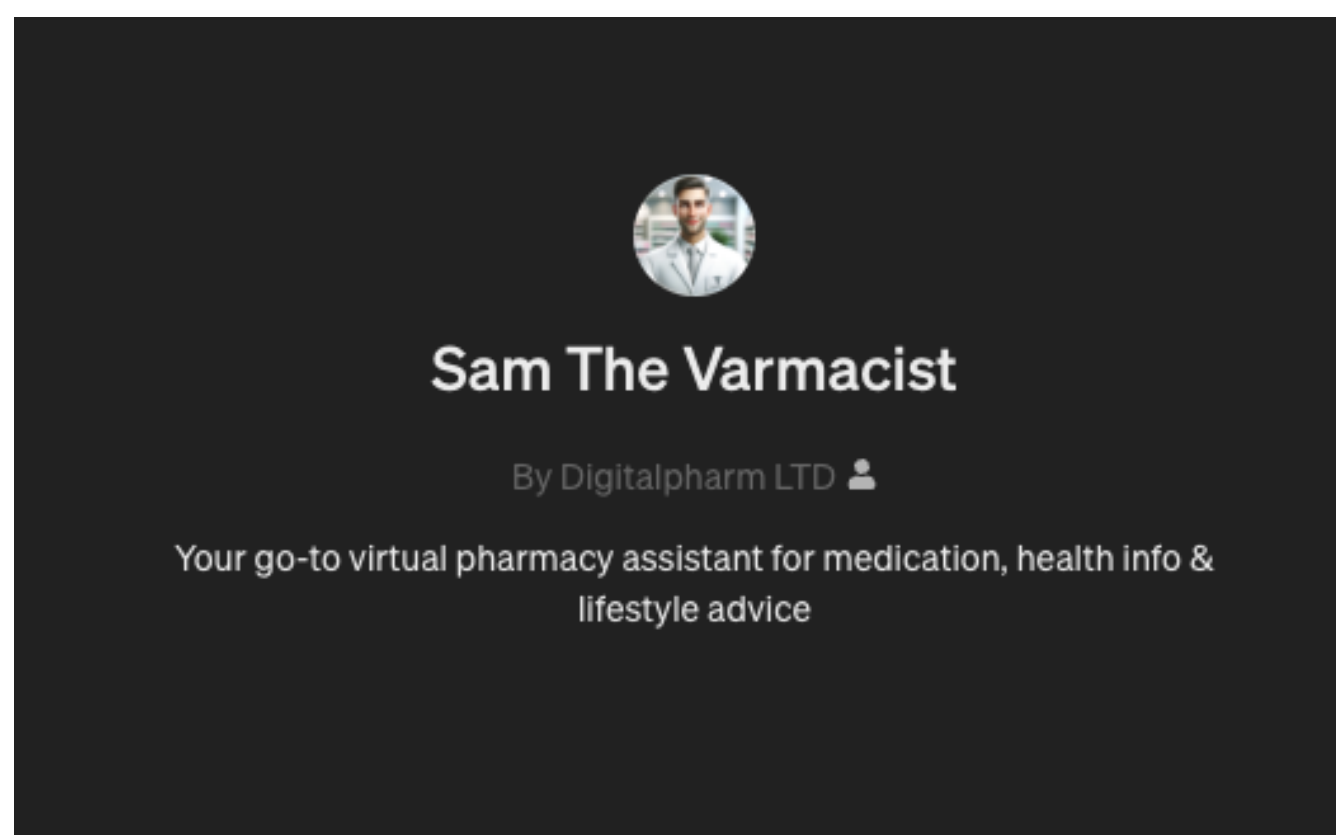 Sam The Varmacist
By Digitalpharm LTD
Your go-to virtual pharmacy assistant for medication, health info &
lifestyle advice